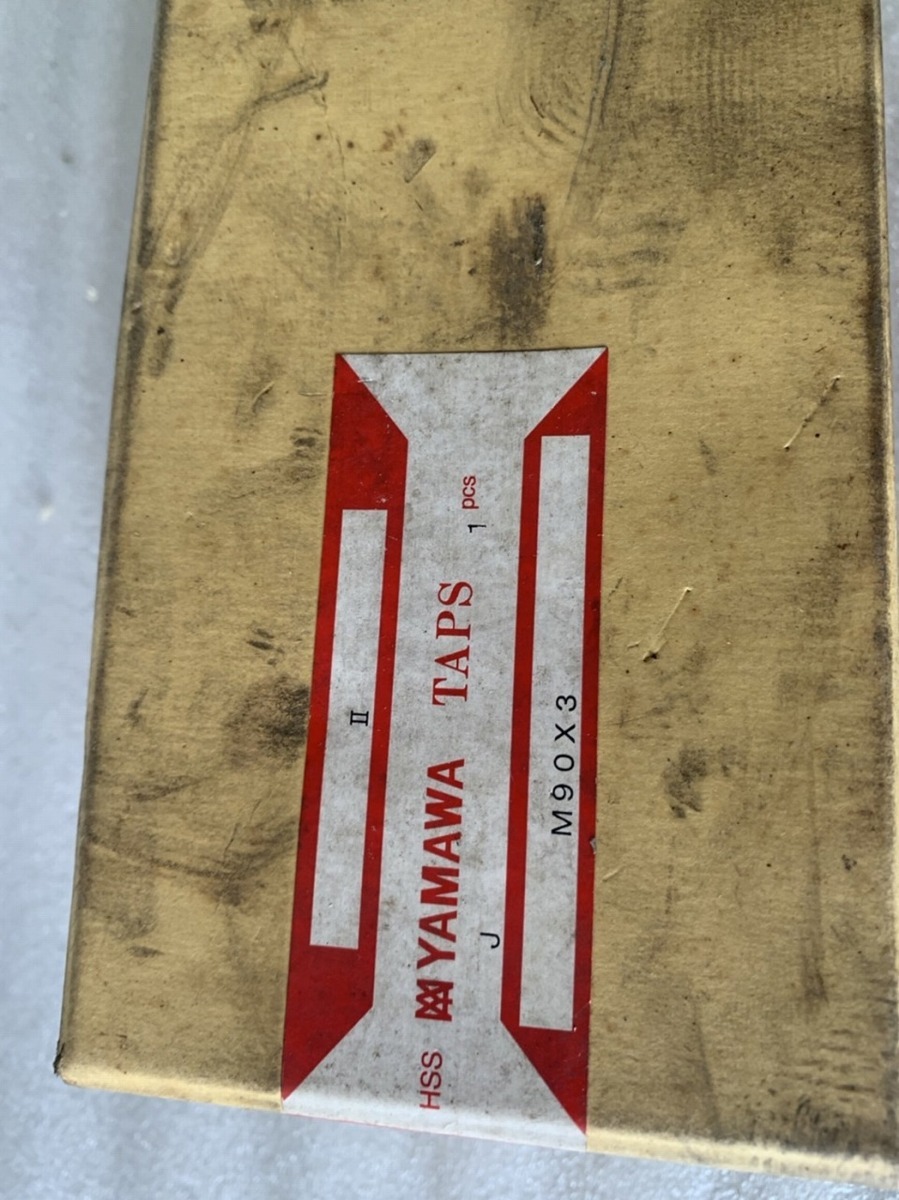 II
HSS YAMAWA TAPS 1 pcs
J
M90X3